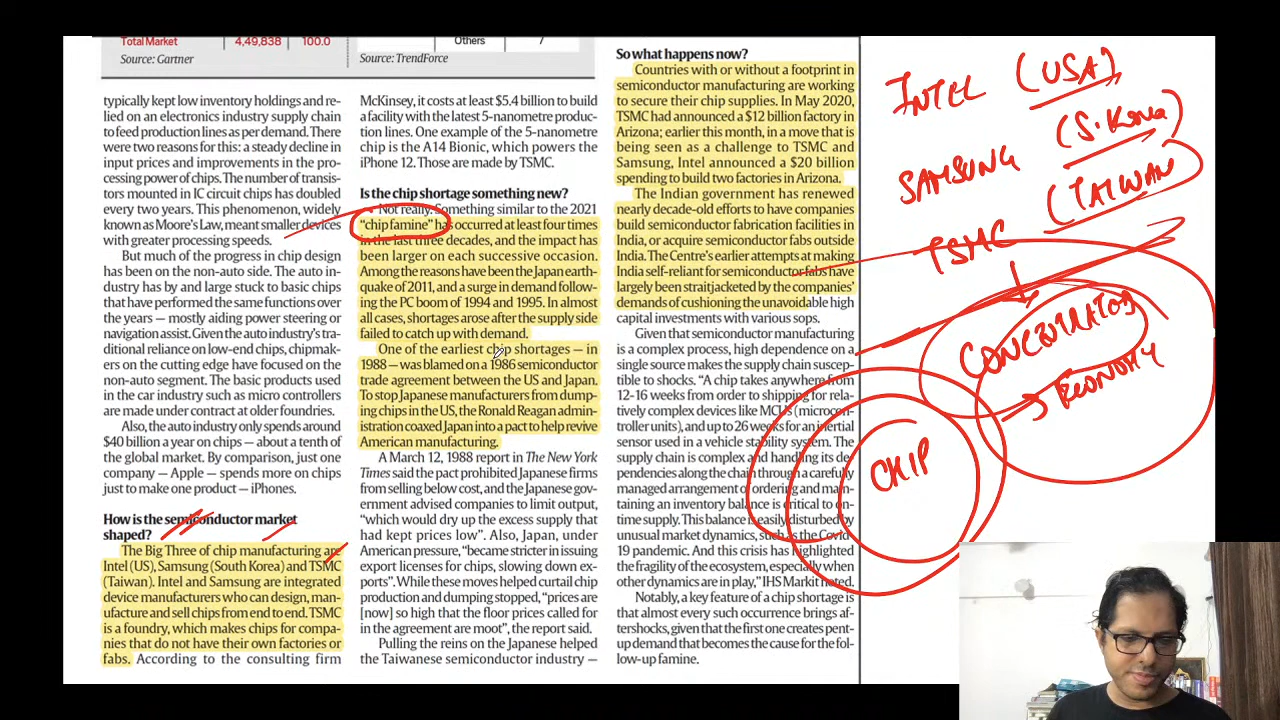 Total Market 4,49,838 100.0
Source: Gartner
typically kept low inventory holdings and re-
lied on an electronics industry supply chain
to feed production lines as per demand. There
were two reasons for this: a steady decline in
input prices and improvements in the pro-
cessing power of chips. The number of transis-
tors mounted in IC circuit chips has doubled
every two years. This phenomenon, widely
known as Moore's Law, meant smaller devices
with greater processing speeds.
But much of the progress in chip design
has been on the non-auto side. The auto in-
dustry has by and large stuck to basic chips
that have performed the same functions over
the years — mostly aiding power steering or
navigation assist. Given the auto industry's tra-
ditional reliance on low-end chips, chipmak-
ers on the cutting edge have focused on the
non-auto segment. The basic products used
in the car industry such as micro controllers
are made under contract at older foundries.
Also, the auto industry only spends around
$40 billion a year on chips — about a tenth of
the global market. By comparison, just one
company — Apple — spends more on chips
just to make one product — iPhones.
How is the semiconductor market
shaped?
The Big Three of chip manufacturing are
Intel (US), Samsung (South Korea) and TSMC
(Taiwan). Intel and Samsung are integrated
device manufacturers who can design, man-
ufacture and sell chips from end to end. TSMC
is a foundry, which makes chips for compa-
nies that do not have their own factories or
fabs. According to the consulting firm
Others 7
Source: TrendForce
McKinsey, it costs at least $5.4 billion to build
a facility with the latest 5-nanometre produc-
tion lines. One example of the 5-nanometre
chip is the A14 Bionic, which powers the
iPhone 12. Those are made by TSMC.
Is the chip shortage something new?
Not really. Something similar to the 2021
"chip famine" has occurred at least four times
in the last three decades, and the impact has
been larger on each successive occasion.
Among the reasons have been the Japan earth-
quake of 2011, and a surge in demand follow-
ing the PC bom of 1994 and 1995. In almost
all cases, shortages arose after the supply side
failed to catch up with demand.
One of the earliest chip shortages — in
1988 — was blamed on a 1986 semiconductor
trade agreement between the US and Japan.
To stop Japanese manufacturers from dump-
ing chips in the US, the Ronald Reagan admin-
istration coaxed Japan into a pact to help revive
American manufacturing.
A March 12, 1988 report in The New York
Times said the pact prohibited Japanese firms
from selling below cost, and the Japanese gov-
ernment advised companies to limit output,
"which would dry up the excess supply that
had kept prices low". Also, Japan, under
American pressure, "became stricter in issuing
export licenses for chips, slowing down ex-
ports". While these moves helped curtail chip
production and dumping stopped, "prices are
[now] so high that the floor prices called for
in the agreement are moot", the report said.
Pulling the reins on the Japanese helped
the Taiwanese semiconductor industry —
So what happens now?
Countries with or without a footprint in
semiconductor manufacturing are working
to secure their chip supplies. In May 2020,
TSMC had announced a $12 billion factory in
Arizona; earlier this month, in a move that is
being seen as a challenge to TSMC and
Samsung, Intel announced a $20 billion
spending to build two factories in Arizona.
The Indian government has renewed
nearly decade-old efforts to have companies
build semiconductor fabrication facilities in
India, or acquire semiconductor fabs outside
India. The Centre's earlier attempts at making
India self-reliant for semiconductor fabs have
largely been straitjacketed by the companies'
demands of cushioning the unavoidable high
capital investments with various sops.
Given that semiconductor manufacturing
is a complex process, high dependence on a
single source makes the supply chain suscep-
tible to shocks. "A chip takes anywhere from
12-16 weeks from order to shipping for rela-
tively complex devices like MCUs (microcon-
troller units), and up to 26 weeks for an inertial
sensor used in a vehicle stability system. The
supply chain is complex and handling its de-
pendencies along the chain through a carefully
managed arrangement of ordering and main-
taining an inventory balance is critical to on-
time supply. This balance is easily disturbed by
unusual market dynamics, such as the Covid-
19 pandemic. And this crisis has highlighted
the fragility of the ecosystem, especially when
other dynamics are in play," IHS Markit noted.
Notably, a key feature of a chip shortage is
that almost every such occurrence brings af-
tershocks, given that the first one creates pent-
up demand that becomes the cause for the fol-
low-up famine.
INTEL (USA)
SAMSUNG (S. Korea)
TSMC (TAIWAN
ECONOMY
CHIP